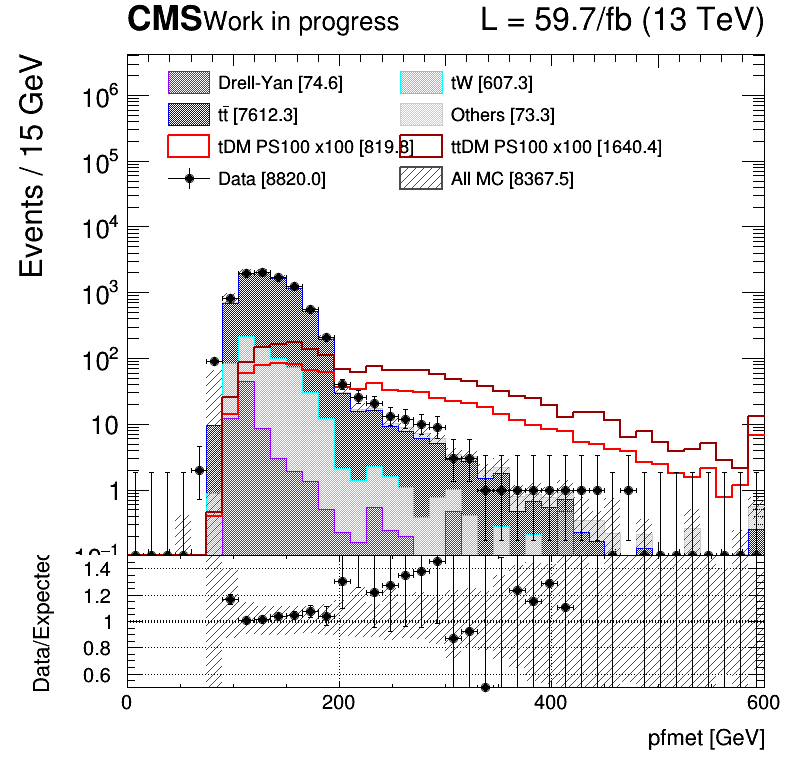 CMS Work in progress L = 59.7/fb (13 TeV)
Events / 15 GeV
10⁶
10⁵
10⁴
10³
10²
10
1
10⁻¹
Drell-Yan [74.6] tW [607.3]
tt̄ [7612.3] Others [73.3]
tDM PS100 x100 [819.8] ttDM PS100 x100 [1640.4]
Data [8820.0] All MC [8367.5]
Data/Expected
1.4
1.2
1
0.8
0.6
0 200 400 600
pfmet [GeV]